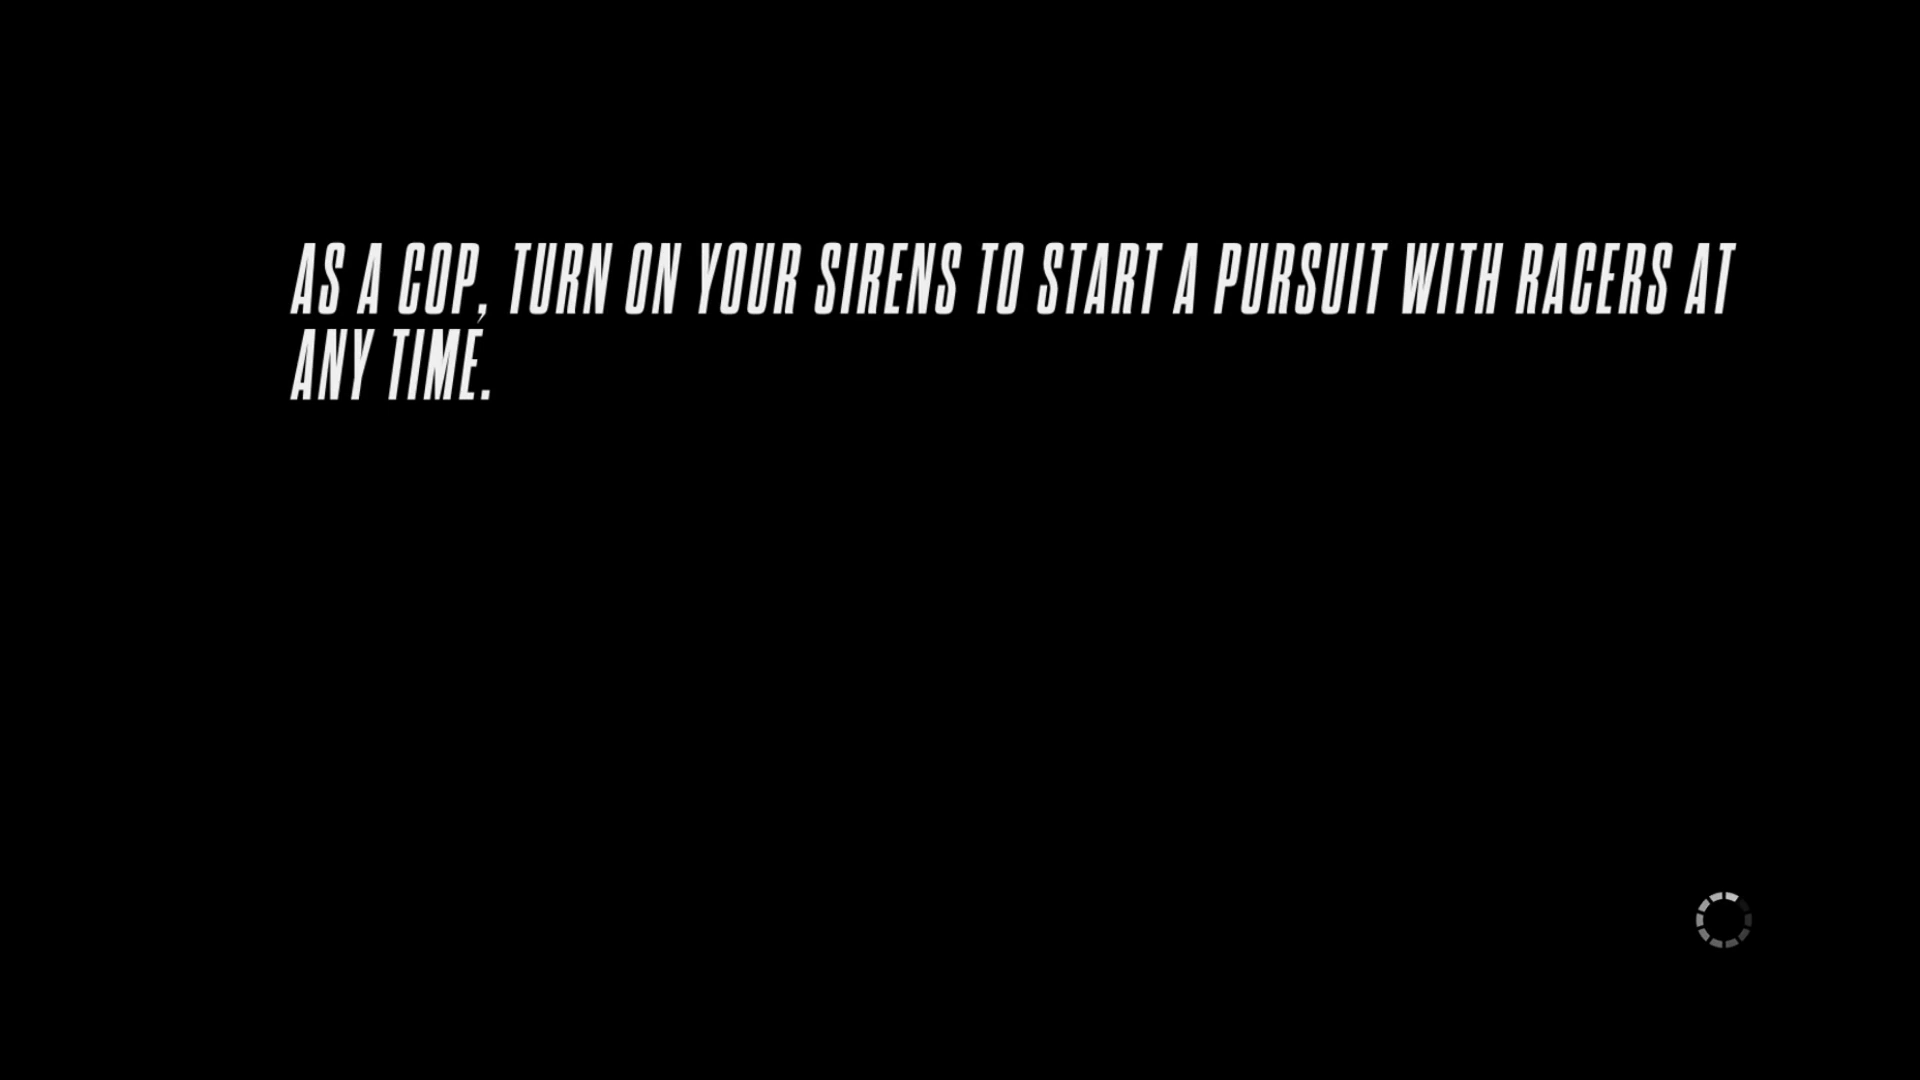 AS A COP, TURN ON YOUR SIRENS TO START A PURSUIT WITH RACERS AT
ANY TIME.